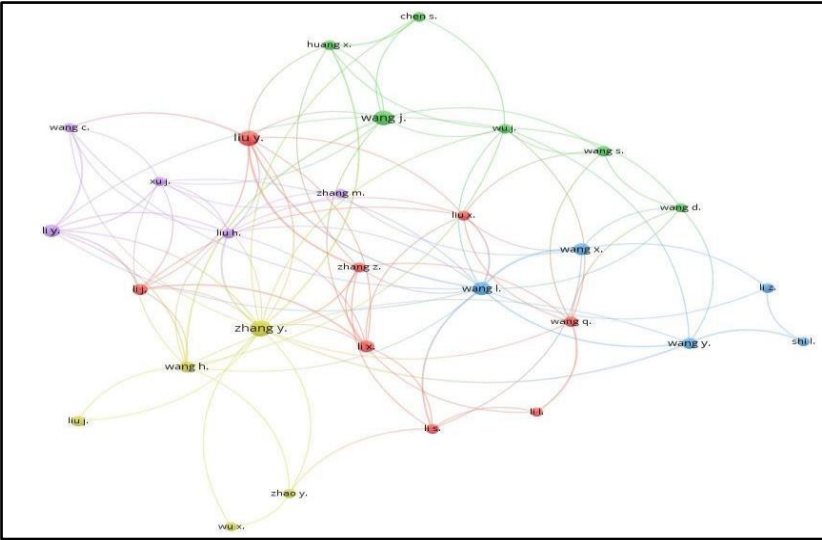 chen s.
huang x.
wang j.
wang c.
liu y.
wu j.
wang s.
xu j.
zhang m.
wang d.
liu x.
li y.
liu h.
wang x.
zhang z.
li j.
wang l.
li z.
zhang y.
wang q.
li x.
wang y.
shi l.
wang h.
li l.
liu j.
li s.
zhao y.
wu x.